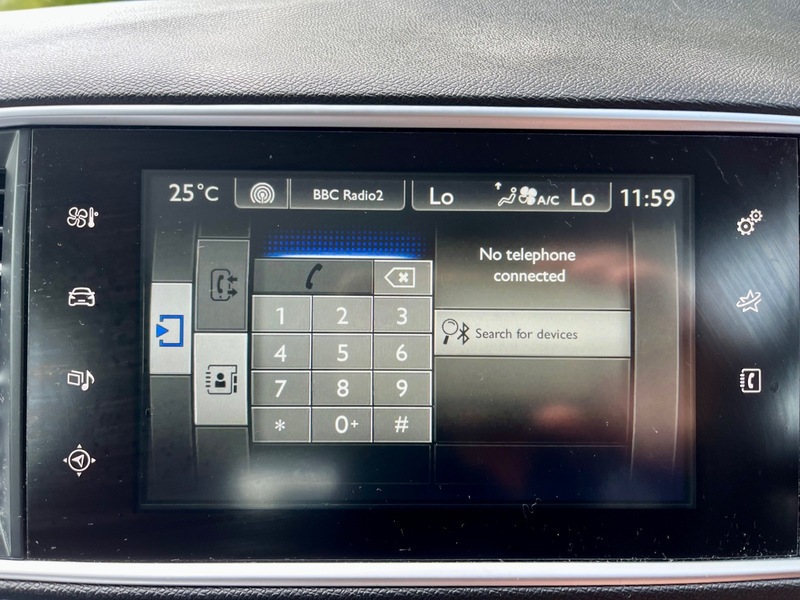 25°C
BBC Radio2
Lo
A/C
Lo
11:59
No telephone
connected
1 2 3
Search for devices
4 5 6
7 8 9
* 0+ #